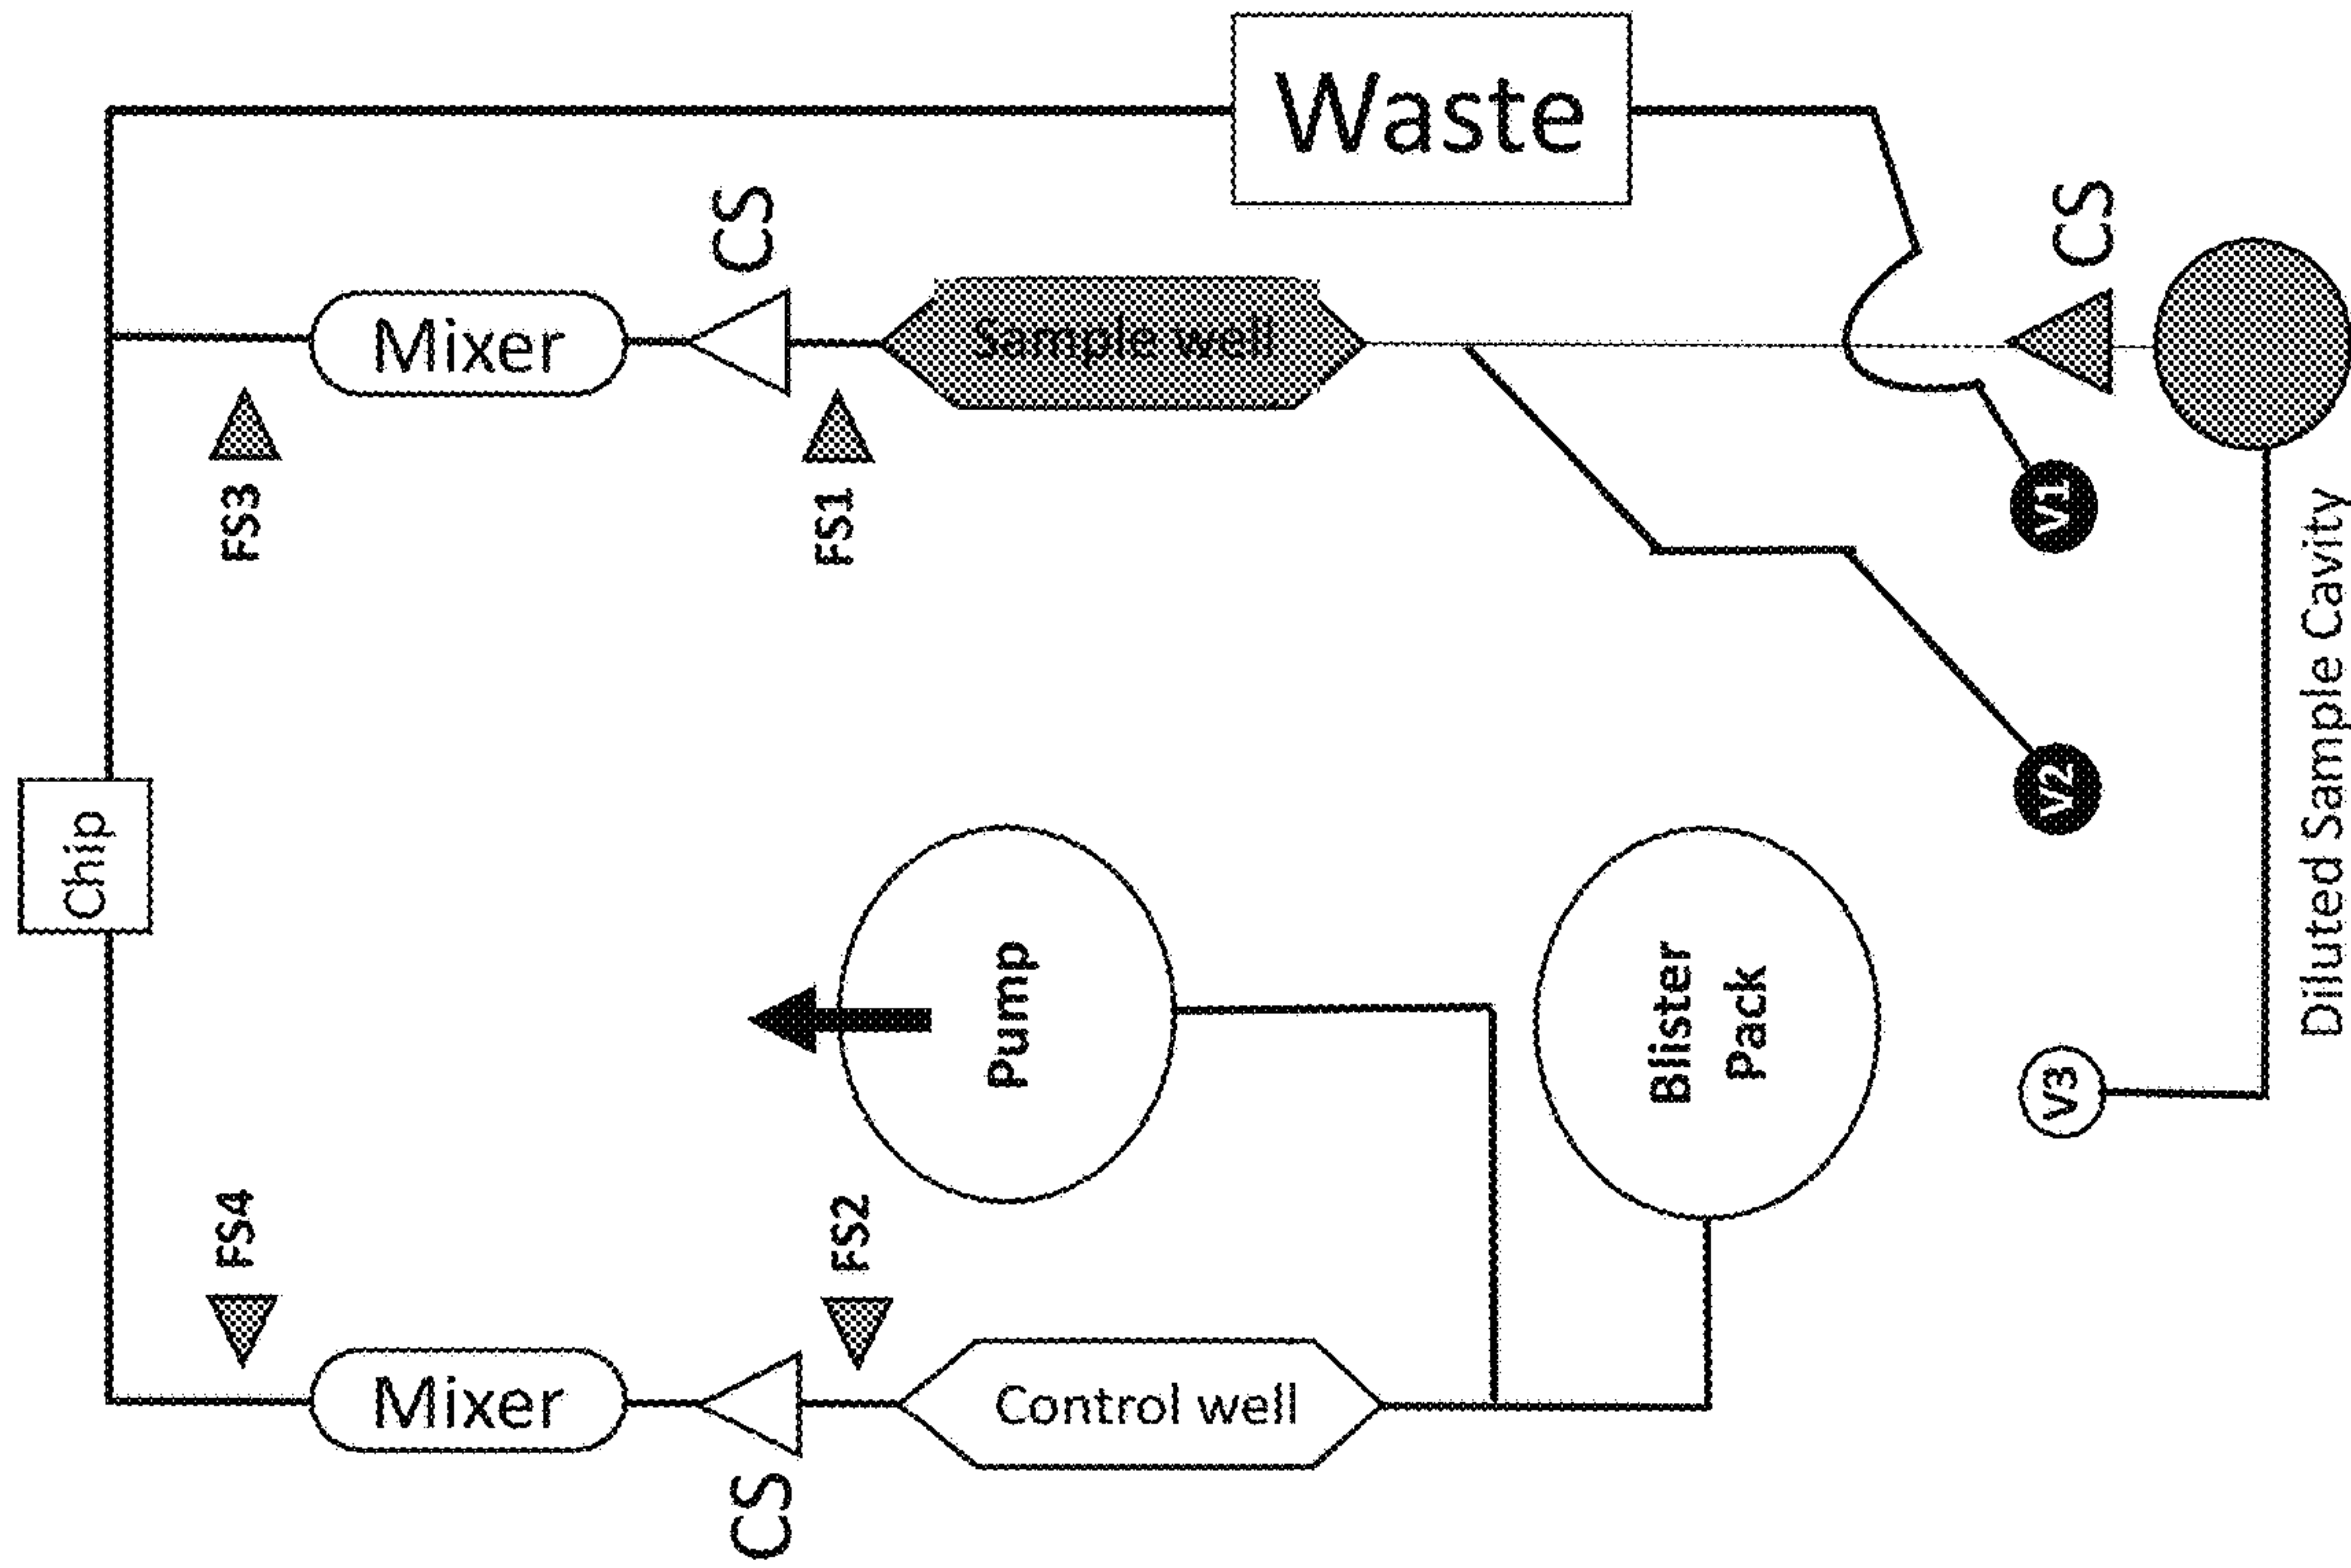 Waste
CS
CS
Mixer
Sample well
FS3
FS1
V1
Chip
V2
Diluted Sample Cavity
Pump
Blister
Pack
V3
FS4
FS2
Mixer
Control well
CS